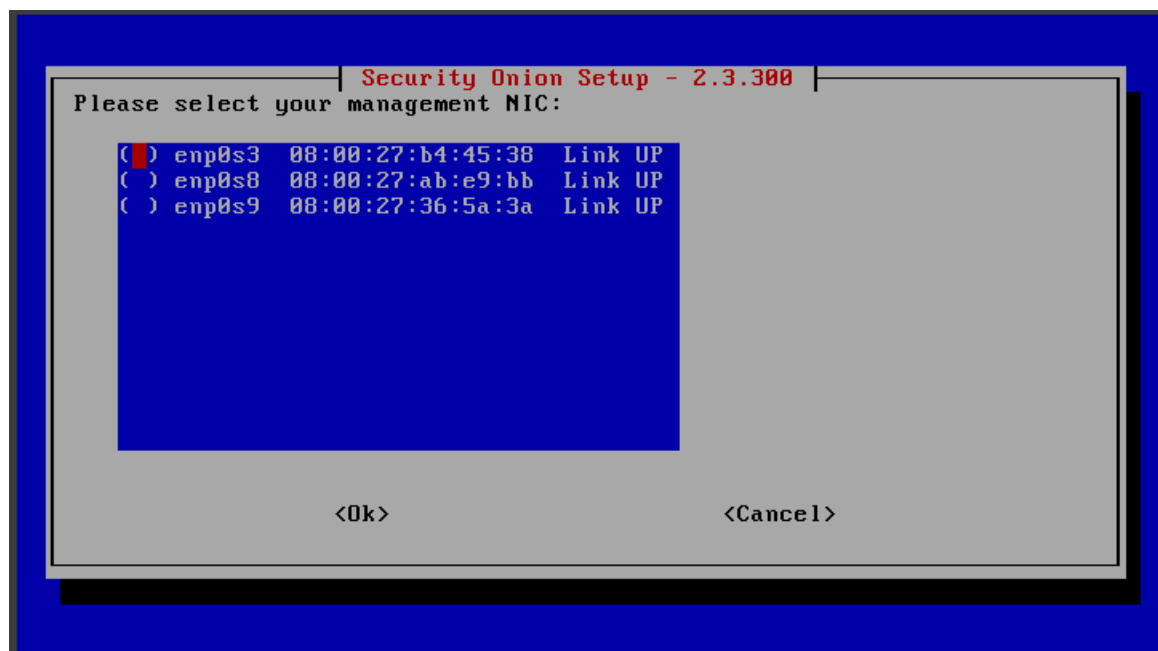 Security Onion Setup - 2.3.300
Please select your management NIC:
( ) enp0s3 08:00:27:b4:45:38 Link UP
( ) enp0s8 08:00:27:ab:e9:bb Link UP
( ) enp0s9 08:00:27:36:5a:3a Link UP
<Ok> <Cancel>